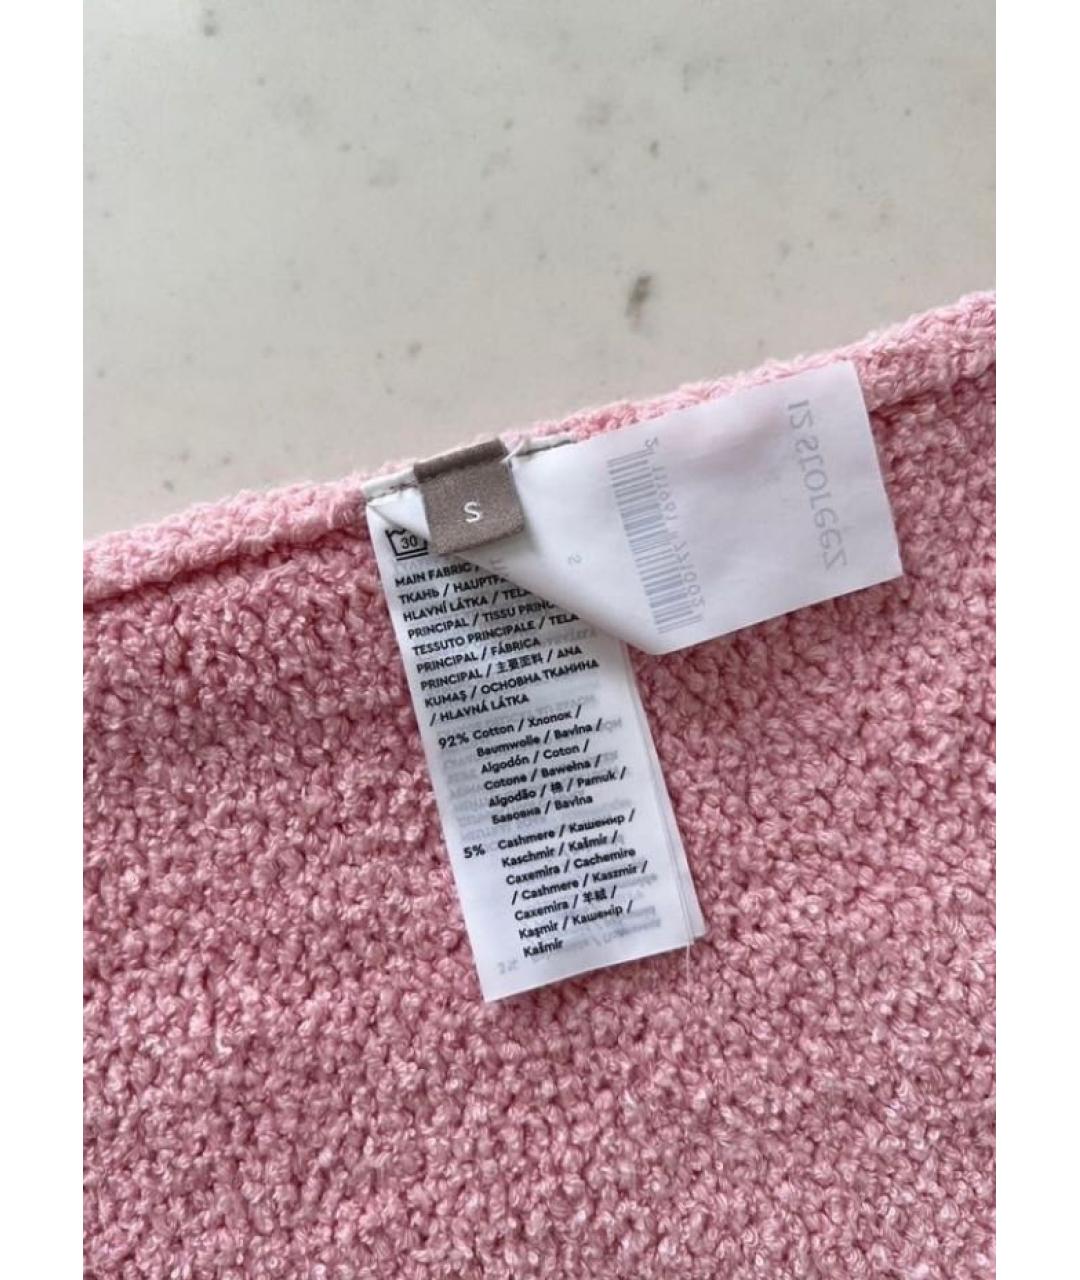 S
30
MAIN FABRIC /
ТКАНЬ / HAUPTF
HLAVNÍ LÁTKA / TELA
PRINCIPAL / TISSU PRINC
TESSUTO PRINCIPALE / TELA
PRINCIPAL / FÁBRICA
PRINCIPAL / 主要面料 / ANA
KUMAŞ / ОСНОВНА ТКАНИНА
/ HLAVNÁ LÁTKA
92% Cotton / Хлопок /
Baumwolle / Bavlna /
Algodón / Coton /
Cotone / Bawełna /
Algodão / 棉 / Pamuk /
Бавовна / Bavlna
5% Cashmere / Кашемир /
Kaschmir / Kašmír /
Caxemira / Cachemire
/ Cashmere / Kaszmir /
Caxemira / 羊绒 /
Kaşmir / Кашемір /
Kašmír
12 STOREEZ
S